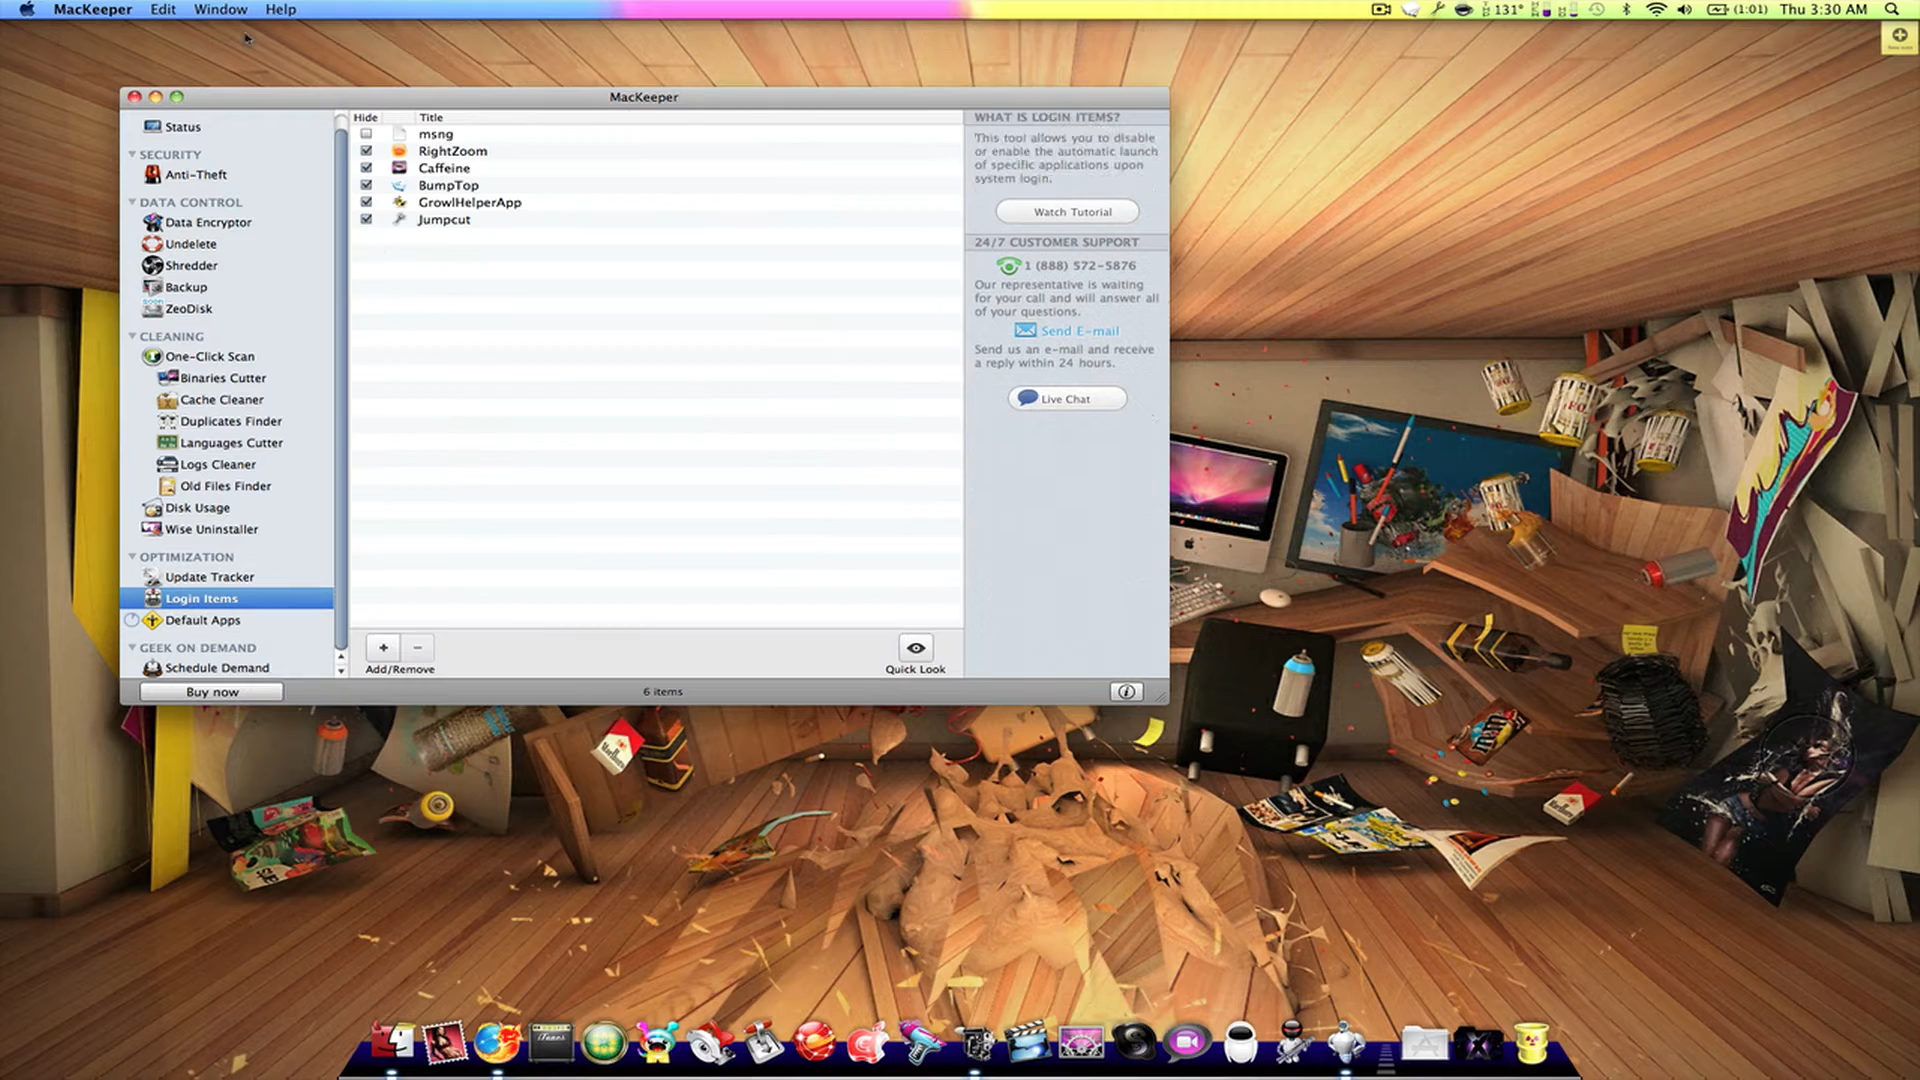 MacKeeper Edit Window Help
131° (1:01) Thu 3:30 AM
MacKeeper
Status
SECURITY
Anti-Theft
DATA CONTROL
Data Encryptor
Undelete
Shredder
Backup
ZeoDisk
CLEANING
One-Click Scan
Binaries Cutter
Cache Cleaner
Duplicates Finder
Languages Cutter
Logs Cleaner
Old Files Finder
Disk Usage
Wise Uninstaller
OPTIMIZATION
Update Tracker
Login Items
Default Apps
GEEK ON DEMAND
Schedule Demand
Buy now
Hide Title
msng
RightZoom
Caffeine
BumpTop
GrowlHelperApp
Jumpcut
Add/Remove
Quick Look
6 items
WHAT IS LOGIN ITEMS?
This tool allows you to disable
or enable the automatic launch
of specific applications upon
system login.
Watch Tutorial
24/7 CUSTOMER SUPPORT
1 (888) 572-5876
Our representative is waiting
for your call and will answer all
of your questions.
Send E-mail
Send us an e-mail and receive
a reply within 24 hours.
Live Chat
Marlboro
m&m's
Marlboro
iTunes